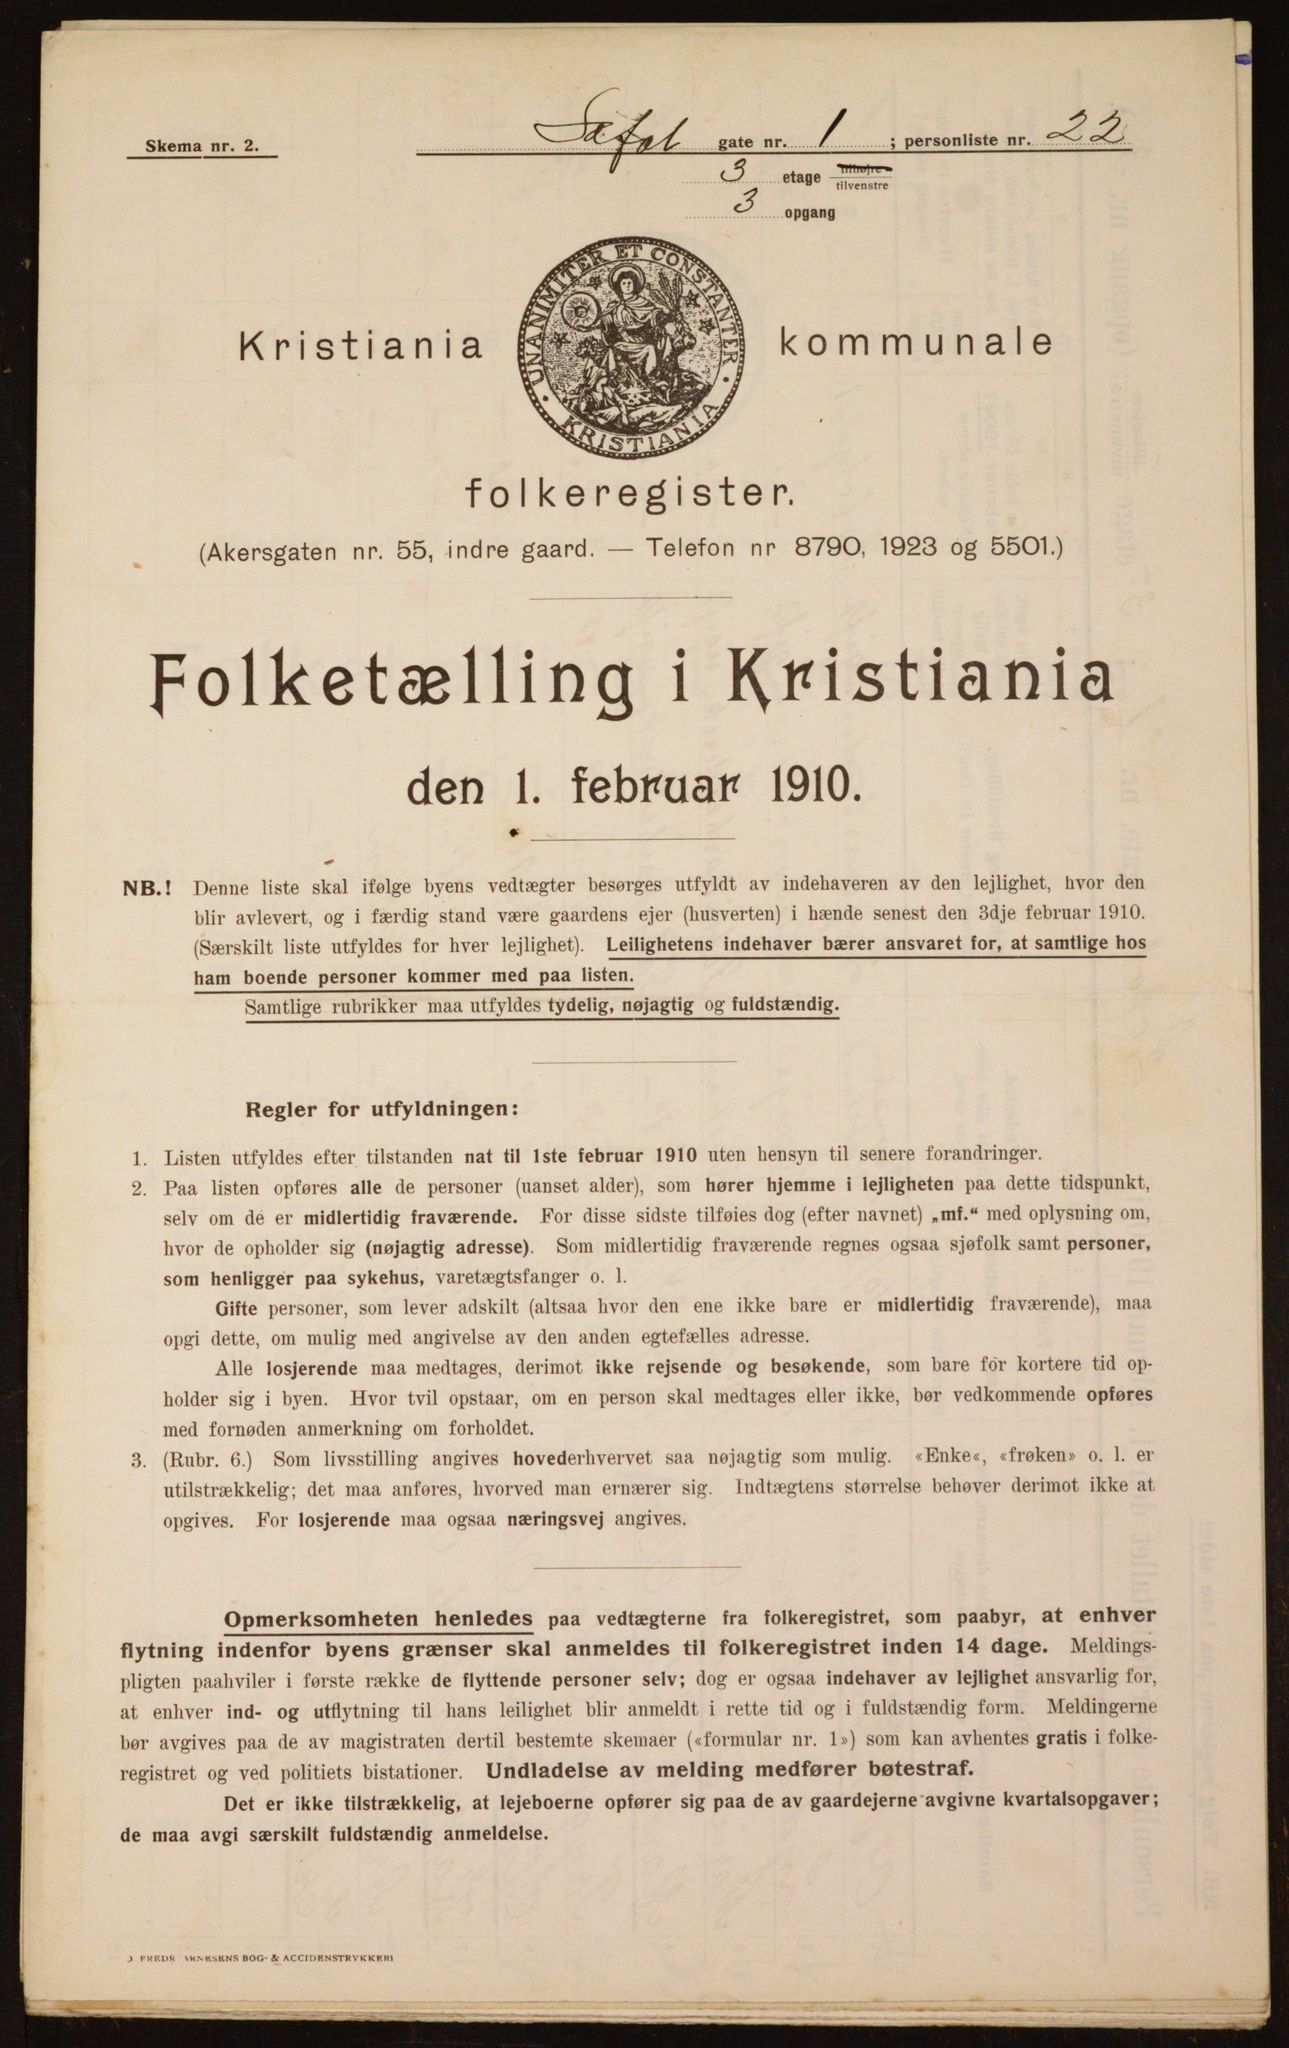 Skema nr. 2.
gate nr. 1 ; personliste nr. 22
3 etage tilhøjre tilvenstre
3 opgang
UNANIMITER ET CONSTANTER · KRISTIANIA ·
Kristiania kommunale
folkeregister.
(Akersgaten nr. 55, indre gaard. — Telefon nr 8790, 1923 og 5501.)
Folketælling i Kristiania
den 1. februar 1910.
NB.! Denne liste skal ifølge byens vedtægter besørges utfyldt av indehaveren av den lejlighet, hvor den
blir avlevert, og i færdig stand være gaardens ejer (husverten) i hænde senest den 3dje februar 1910.
(Særskilt liste utfyldes for hver lejlighet). Leilighetens indehaver bærer ansvaret for, at samtlige hos
ham boende personer kommer med paa listen.
Samtlige rubrikker maa utfyldes tydelig, nøjagtig og fuldstændig.
Regler for utfyldningen:
1. Listen utfyldes efter tilstanden nat til 1ste februar 1910 uten hensyn til senere forandringer.
2. Paa listen opføres alle de personer (uanset alder), som hører hjemme i lejligheten paa dette tidspunkt,
selv om de er midlertidig fraværende. For disse sidste tilføies dog (efter navnet) „mf.“ med oplysning om,
hvor de opholder sig (nøjagtig adresse). Som midlertidig fraværende regnes ogsaa sjøfolk samt personer,
som henligger paa sykehus, varetægtsfanger o. l.
Gifte personer, som lever adskilt (altsaa hvor den ene ikke bare er midlertidig fraværende), maa
opgi dette, om mulig med angivelse av den anden egtefælles adresse.
Alle losjerende maa medtages, derimot ikke rejsende og besøkende, som bare for kortere tid op-
holder sig i byen. Hvor tvil opstaar, om en person skal medtages eller ikke, bør vedkommende opføres
med fornøden anmerkning om forholdet.
3. (Rubr. 6.) Som livsstilling angives hovederhvervet saa nøjagtig som mulig. «Enke«, «frøken» o. l. er
utilstrækkelig; det maa anføres, hvorved man ernærer sig. Indtægtens størrelse behøver derimot ikke at
opgives. For losjerende maa ogsaa næringsvej angives.
Opmerksomheten henledes paa vedtægterne fra folkeregistret, som paabyr, at enhver
flytning indenfor byens grænser skal anmeldes til folkeregistret inden 14 dage. Meldings-
pligten paahviler i første række de flyttende personer selv; dog er ogsaa indehaver av lejlighet ansvarlig for,
at enhver ind- og utflytning til hans leilighet blir anmeldt i rette tid og i fuldstændig form. Meldingerne
bør avgives paa de av magistraten dertil bestemte skemaer («formular nr. 1») som kan avhentes gratis i folke-
registret og ved politiets bistationer. Undladelse av melding medfører bøtestraf.
Det er ikke tilstrækkelig, at lejeboerne opfører sig paa de av gaardejerne avgivne kvartalsopgaver;
de maa avgi særskilt fuldstændig anmeldelse.
FREDR ARNESENS BOG- & ACCIDENSTRYKKERI